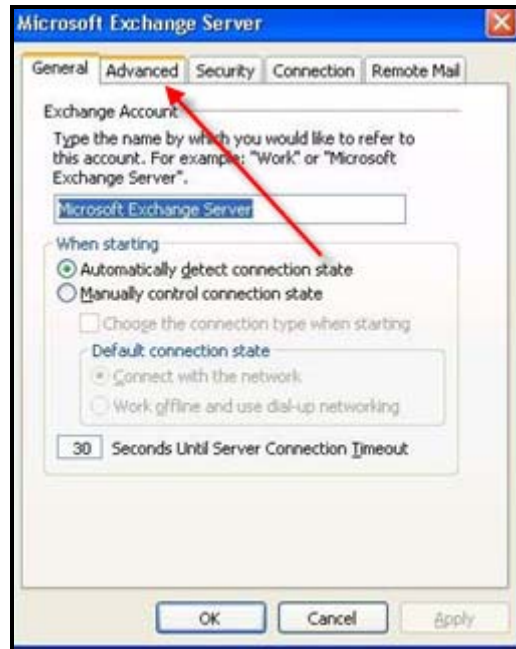 Microsoft Exchange Server
General Advanced Security Connection Remote Mail
Exchange Account
Type the name by which you would like to refer to
this account. For example: "Work" or "Microsoft
Exchange Server".
Microsoft Exchange Server
When starting
Automatically detect connection state
Manually control connection state
Choose the connection type when starting
Default connection state
Connect with the network
Work offline and use dial-up networking
30 Seconds Until Server Connection Timeout
OK Cancel Apply